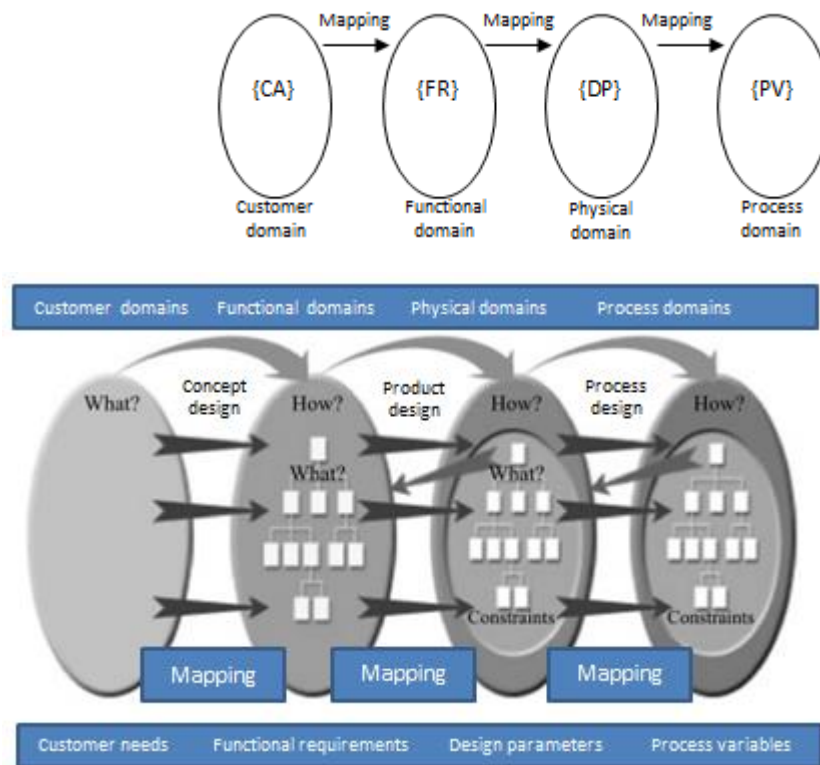 Mapping Mapping Mapping
{CA} {FR} {DP} {PV}
Customer Functional Physical Process
domain domain domain domain
Customer domains Functional domains Physical domains Process domains
What? Concept How? Product How? Process How?
design design design
What? What?
Constraints Constraints
Mapping Mapping Mapping
Customer needs Functional requirements Design parameters Process variables